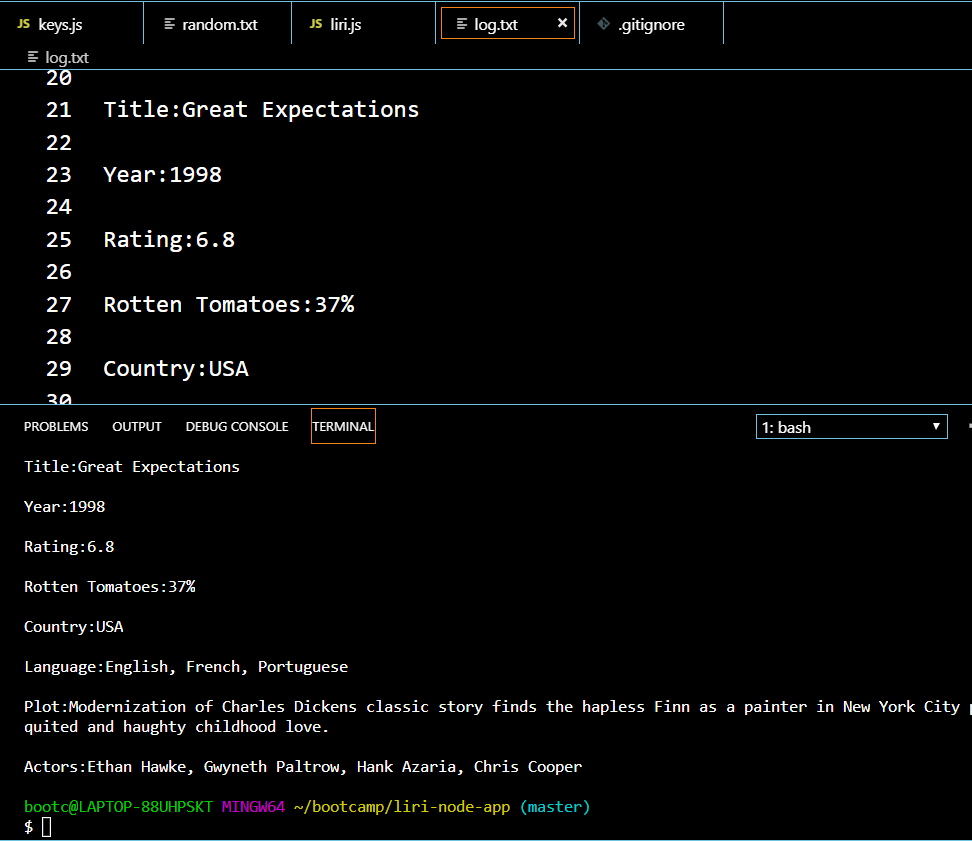 JS keys.js random.txt JS liri.js log.txt × .gitignore
log.txt
20
21 Title:Great Expectations
22
23 Year:1998
24
25 Rating:6.8
26
27 Rotten Tomatoes:37%
28
29 Country:USA
30
PROBLEMS OUTPUT DEBUG CONSOLE TERMINAL 1: bash
Title:Great Expectations
Year:1998
Rating:6.8
Rotten Tomatoes:37%
Country:USA
Language:English, French, Portuguese
Plot:Modernization of Charles Dickens classic story finds the hapless Finn as a painter in New York City
quited and haughty childhood love.
Actors:Ethan Hawke, Gwyneth Paltrow, Hank Azaria, Chris Cooper
bootc@LAPTOP-88UHPSKT MINGW64 ~/bootcamp/liri-node-app (master)
$